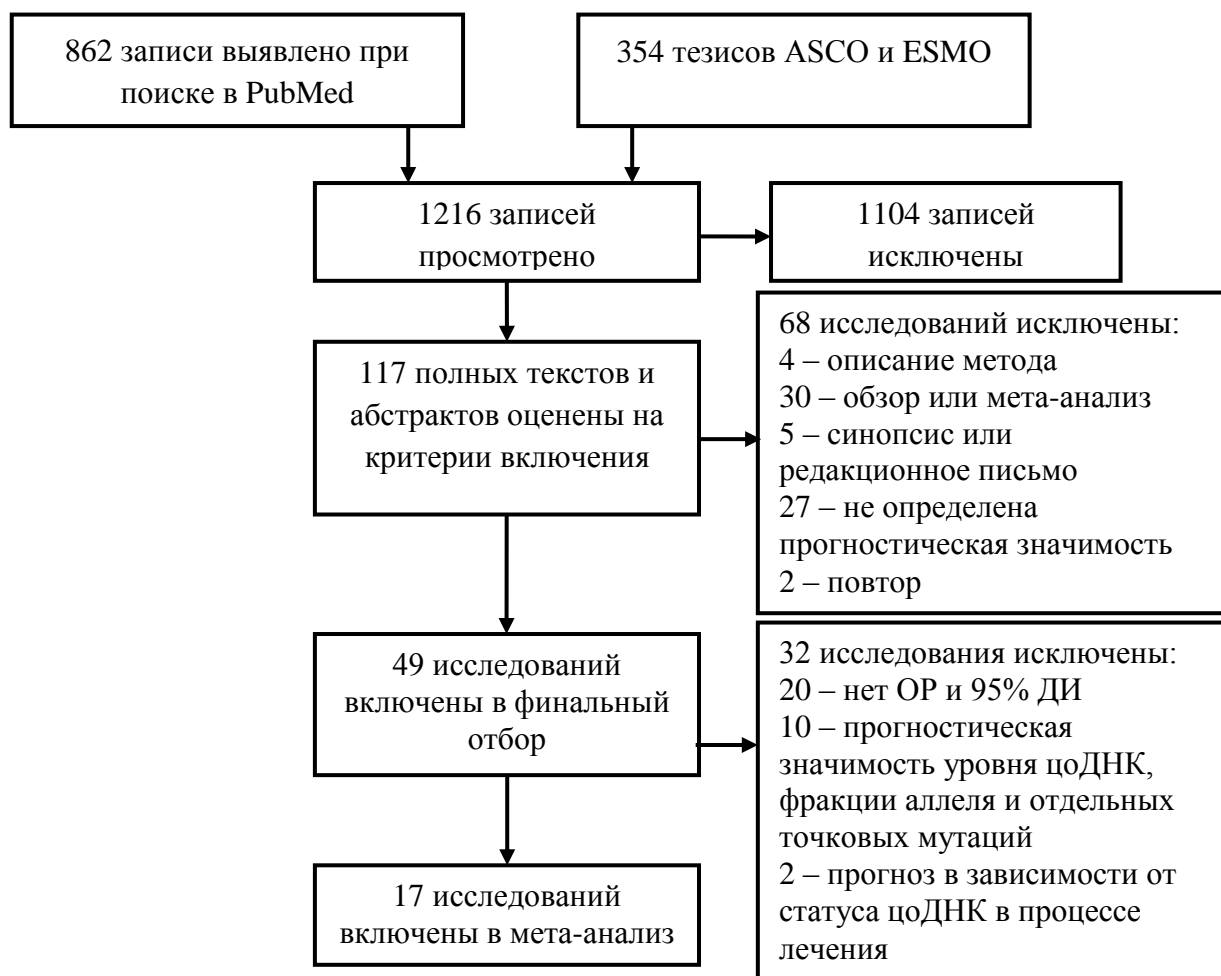 862 записи выявлено при
поиске в PubMed
354 тезисов ASCO и ESMO
1216 записей
просмотрено
1104 записей
исключены
117 полных текстов и
абстрактов оценены на
критерии включения
68 исследований исключены:
4 – описание метода
30 – обзор или мета-анализ
5 – синопсис или
редакционное письмо
27 – не определена
прогностическая значимость
2 – повтор
49 исследований
включены в финальный
отбор
32 исследования исключены:
20 – нет ОР и 95% ДИ
10 – прогностическая
значимость уровня цоДНК,
фракции аллеля и отдельных
точковых мутаций
2 – прогноз в зависимости от
статуса цоДНК в процессе
лечения
17 исследований
включены в мета-анализ